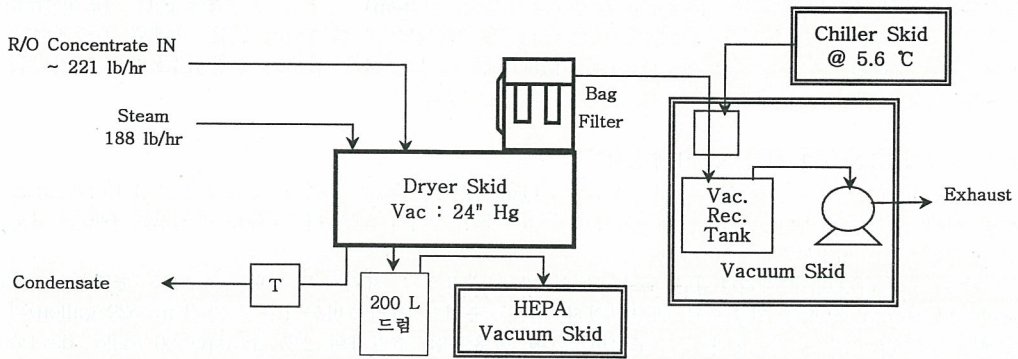 R/O Concentrate IN
~ 221 lb/hr
Steam
188 lb/hr
Bag
Filter
Chiller Skid
@ 5.6 ℃
Dryer Skid
Vac : 24" Hg
Vac.
Rec.
Tank
Exhaust
Vacuum Skid
Condensate
T
200 L
드럼
HEPA
Vacuum Skid